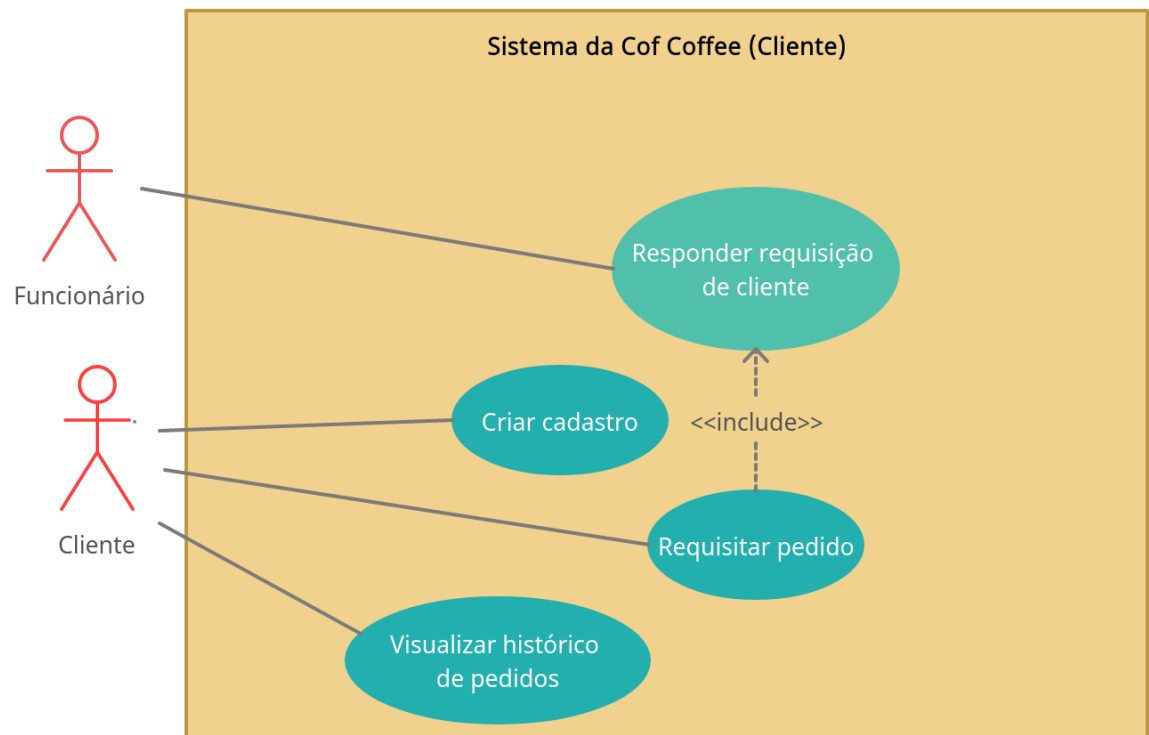 Sistema da Cof Coffee (Cliente)
Funcionário
Responder requisição
de cliente
Criar cadastro
<<include>>
Cliente
Requisitar pedido
Visualizar histórico
de pedidos